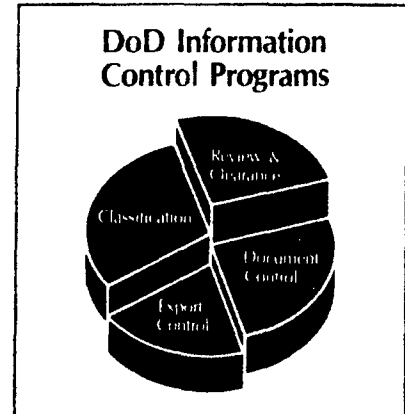 DoD Information
Control Programs
Review &
Clearance
Classification
Document
Control
Export
Control